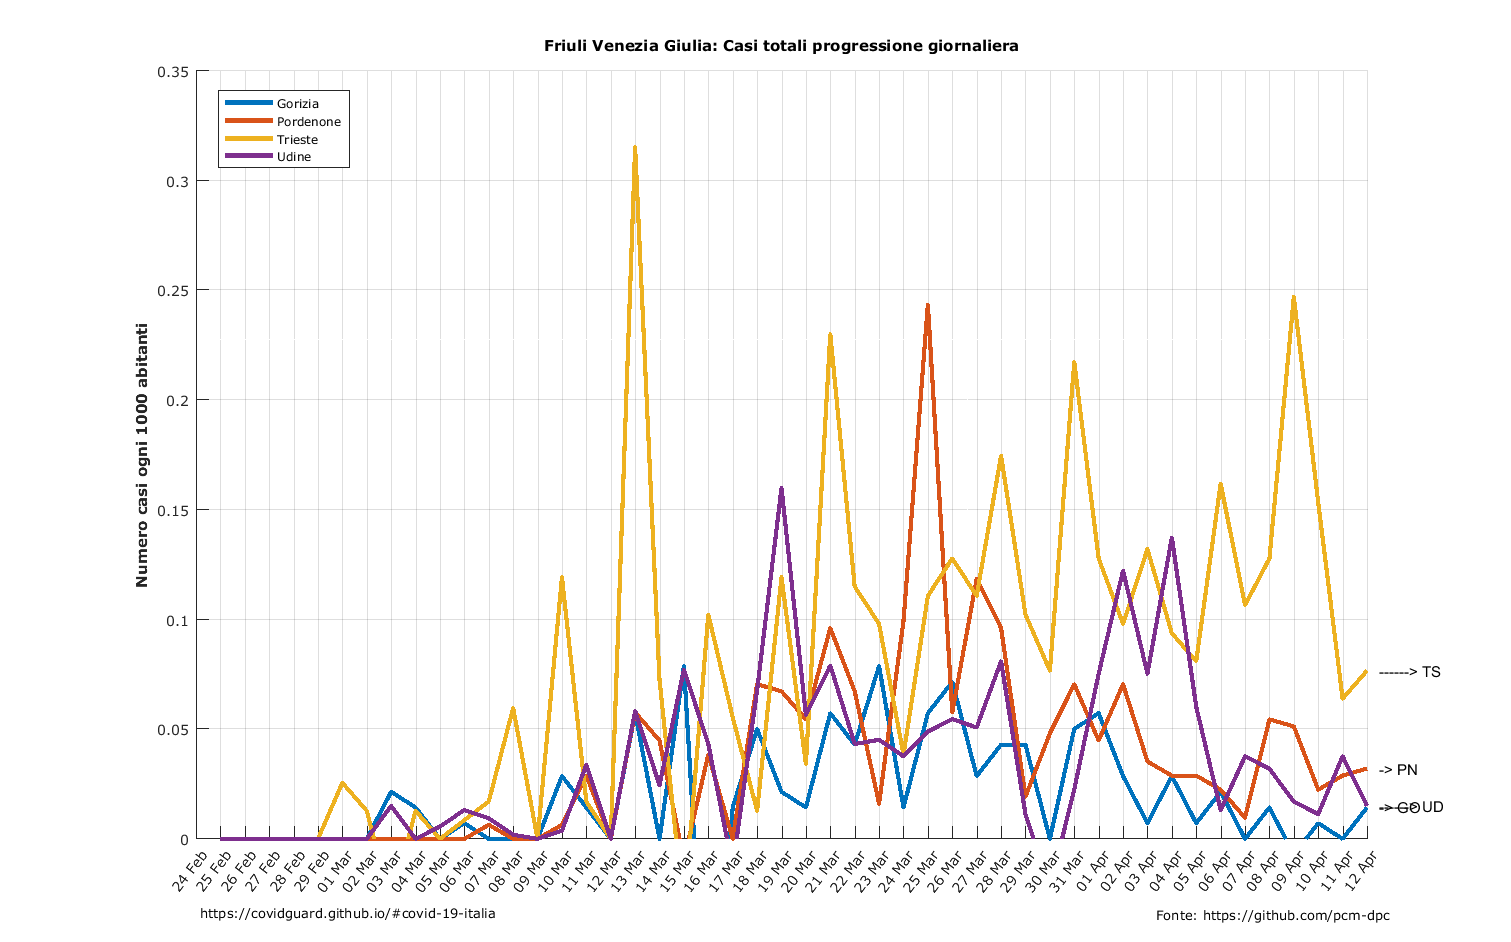 Friuli Venezia Giulia: Casi totali progressione giornaliera
Numero casi ogni 1000 abitanti
0.35
0.3
0.25
0.2
0.15
0.1
0.05
0
Gorizia
Pordenone
Trieste
Udine
------> TS
-> PN
--> GO UD
24 Feb
25 Feb
26 Feb
27 Feb
28 Feb
29 Feb
01 Mar
02 Mar
03 Mar
04 Mar
05 Mar
06 Mar
07 Mar
08 Mar
09 Mar
10 Mar
11 Mar
12 Mar
13 Mar
14 Mar
15 Mar
16 Mar
17 Mar
18 Mar
19 Mar
20 Mar
21 Mar
22 Mar
23 Mar
24 Mar
25 Mar
26 Mar
27 Mar
28 Mar
29 Mar
30 Mar
31 Mar
01 Apr
02 Apr
03 Apr
04 Apr
05 Apr
06 Apr
07 Apr
08 Apr
09 Apr
10 Apr
11 Apr
12 Apr
https://covidguard.github.io/#covid-19-italia
Fonte: https://github.com/pcm-dpc